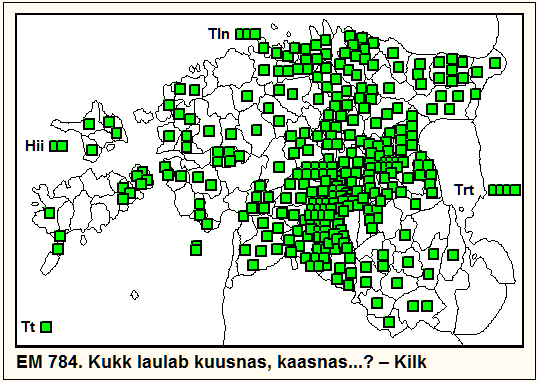 Tln
Hii
Trt
Tt
EM 784. Kukk laulab kuusnas, kaasnas...? – Kilk